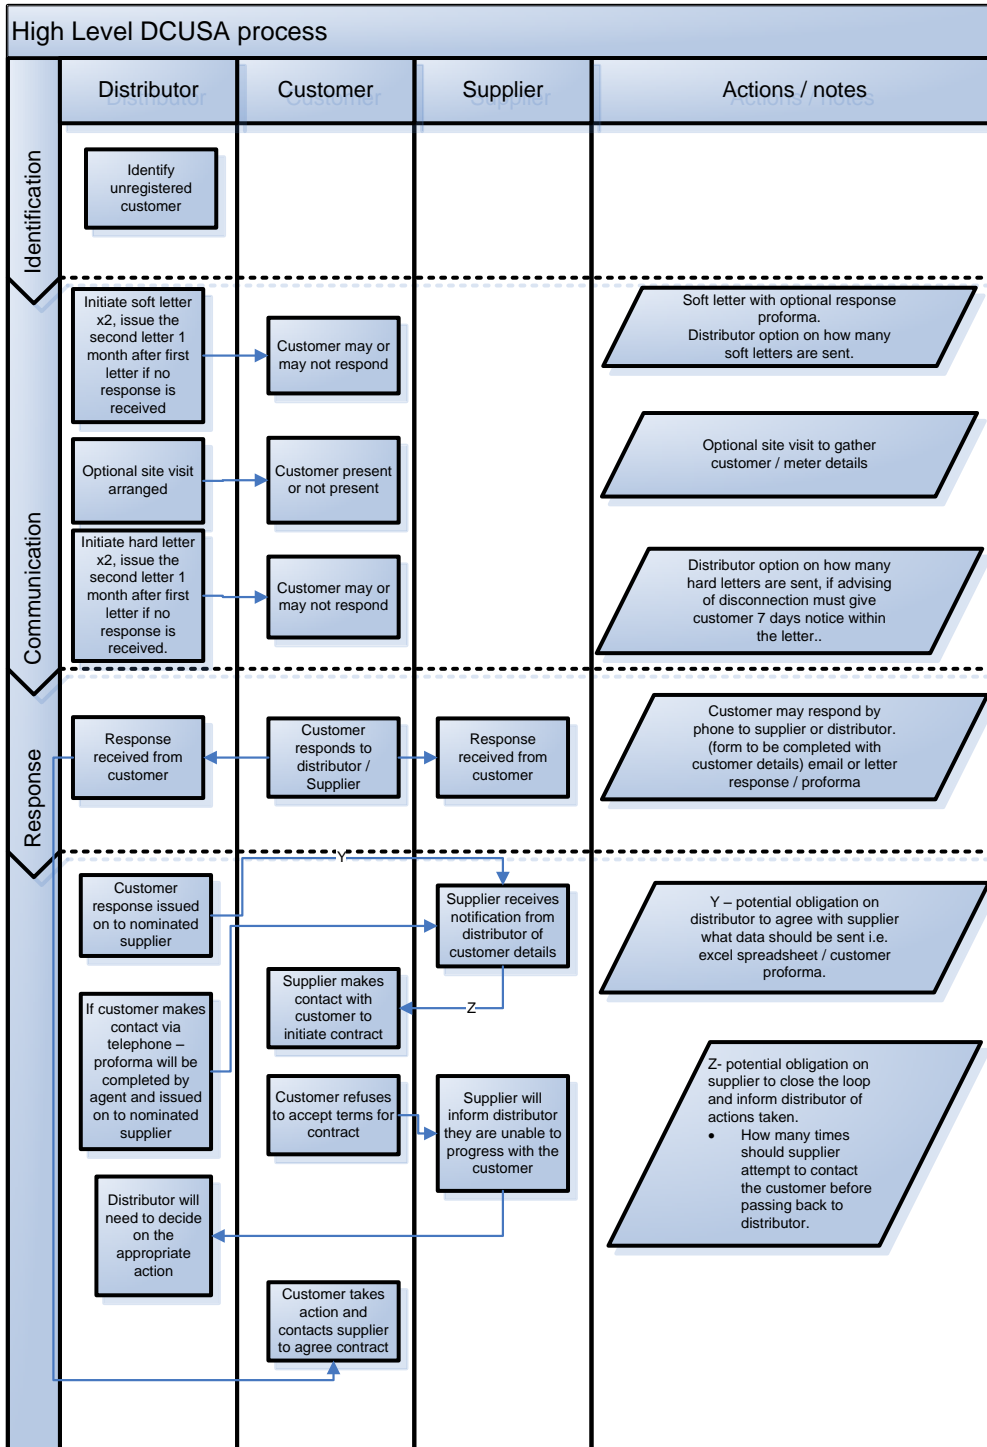 High Level DCUSA process
Distributor
Customer
Supplier
Actions / notes
Identification
Identify
unregistered
customer
Communication
Initiate soft letter
x2, issue the
second letter 1
month after first
letter if no
response is
received
Customer may or
may not respond
Soft letter with optional response
proforma.
Distributor option on how many
soft letters are sent.
Optional site visit
arranged
Customer present
or not present
Optional site visit to gather
customer / meter details
Initiate hard letter
x2, issue the
second letter 1
month after first
letter if no
response is
received.
Customer may or
may not respond
Distributor option on how many
hard letters are sent, if advising
of disconnection must give
customer 7 days notice within
the letter..
Response
Response
received from
customer
Customer
responds to
distributor /
Supplier
Response
received from
customer
Customer may respond by
phone to supplier or distributor.
(form to be completed with
customer details) email or letter
response / proforma
Y
Customer
response issued
on to nominated
supplier
Supplier receives
notification from
distributor of
customer details
Y – potential obligation on
distributor to agree with supplier
what data should be sent i.e.
excel spreadsheet / customer
proforma.
If customer makes
contact via
telephone –
proforma will be
completed by
agent and issued
on to nominated
supplier
Supplier makes
contact with
customer to
initiate contract
Z
Z- potential obligation on
supplier to close the loop
and inform distributor of
actions taken.
• How many times
should supplier
attempt to contact
the customer before
passing back to
distributor.
Customer refuses
to accept terms for
contract
Supplier will
inform distributor
they are unable to
progress with the
customer
Distributor will
need to decide
on the
appropriate
action
Customer takes
action and
contacts supplier
to agree contract